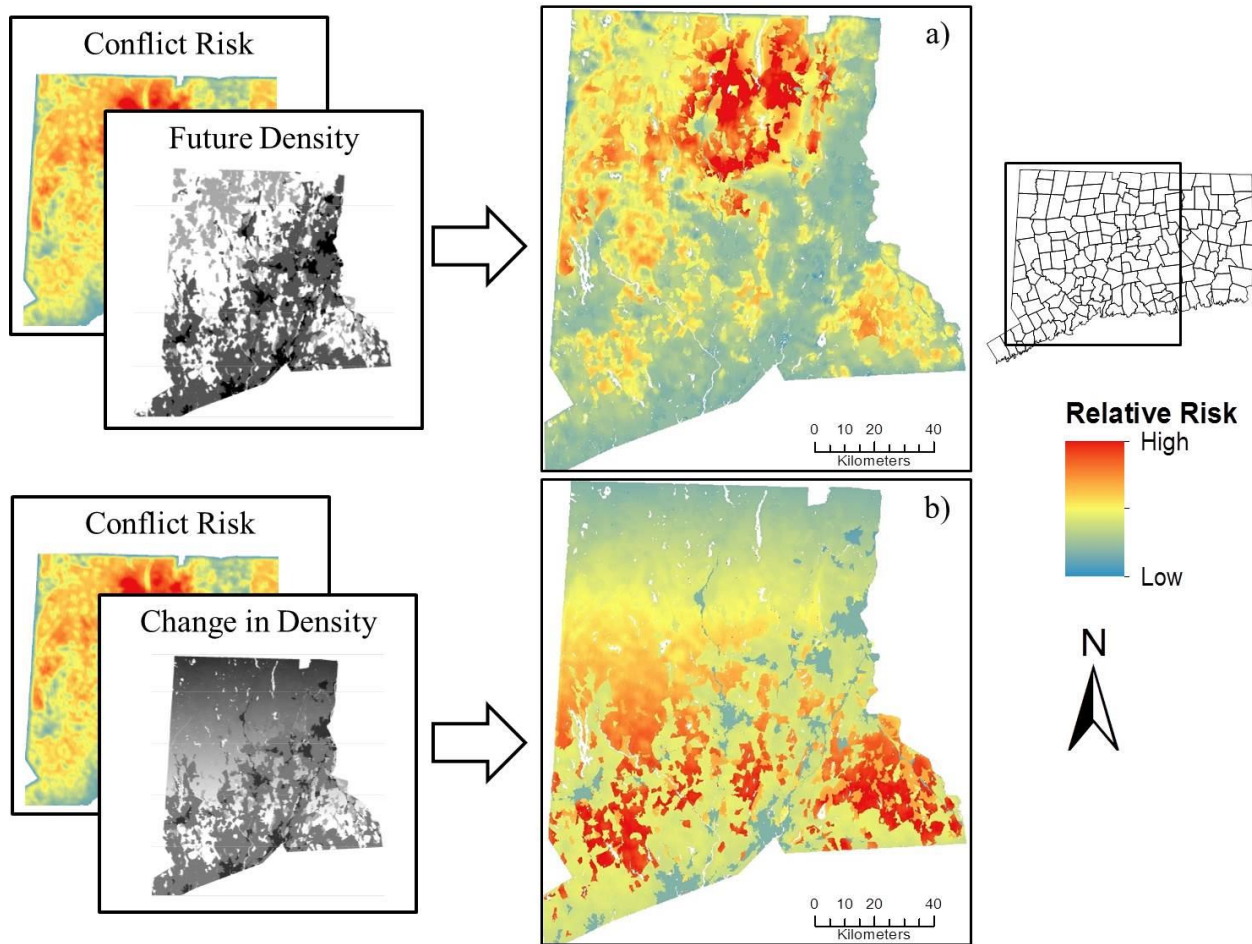 Conflict Risk
Future Density
a)
0 10 20 40
Kilometers
Relative Risk
High
Low
N
Conflict Risk
Change in Density
b)
0 10 20 40
Kilometers